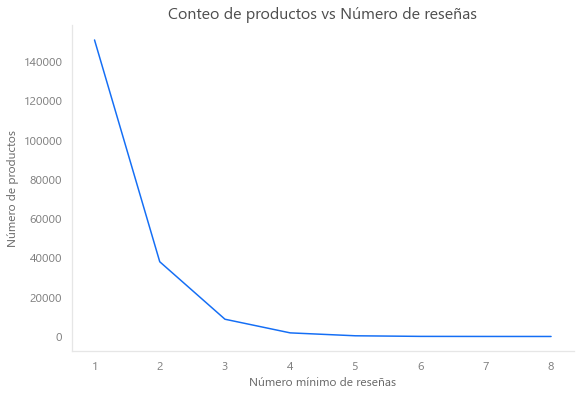 Conteo de productos vs Número de reseñas
Número de productos
140000
120000
100000
80000
60000
40000
20000
0
1 2 3 4 5 6 7 8
Número mínimo de reseñas